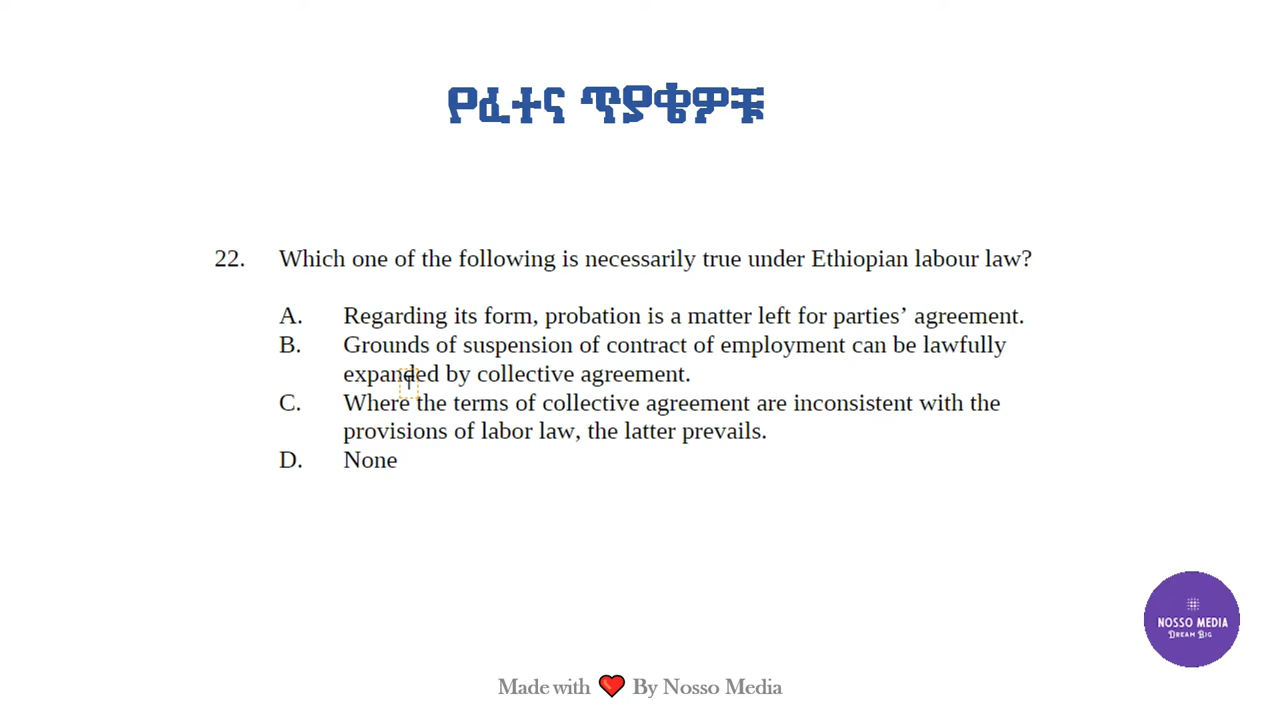 የፈተና ጥያቄዎቹ
22. Which one of the following is necessarily true under Ethiopian labour law?
A. Regarding its form, probation is a matter left for parties’ agreement.
B. Grounds of suspension of contract of employment can be lawfully
expanded by collective agreement.
C. Where the terms of collective agreement are inconsistent with the
provisions of labor law, the latter prevails.
D. None
NOSSO MEDIA
DREAM BIG
Made with ❤ By Nosso Media